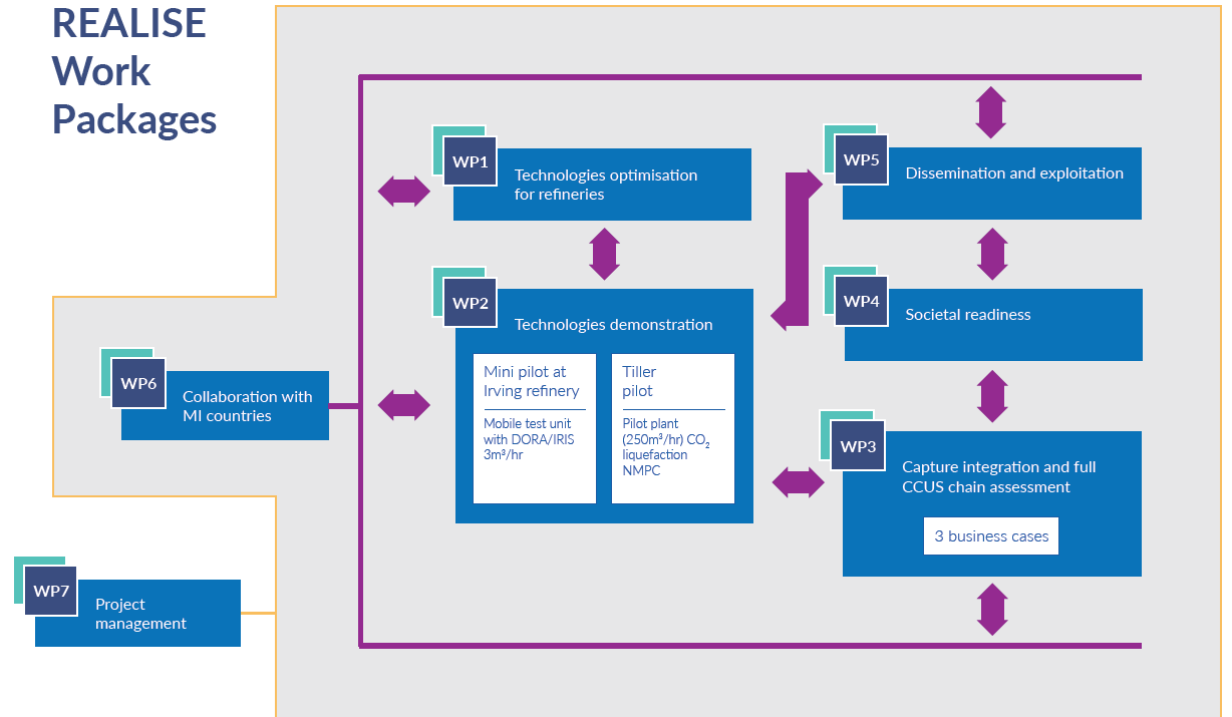 REALISE
Work
Packages
WP1
Technologies optimisation
for refineries
WP5
Dissemination and exploitation
WP2
Technologies demonstration
Mini pilot at
Irving refinery
Mobile test unit
with DORA/IRIS
3m³/hr
Tiller
pilot
Pilot plant
(250m³/hr) CO₂
liquefaction
NMPC
WP4
Societal readiness
WP6
Collaboration with
MI countries
WP3
Capture integration and full
CCUS chain assessment
3 business cases
WP7
Project
management